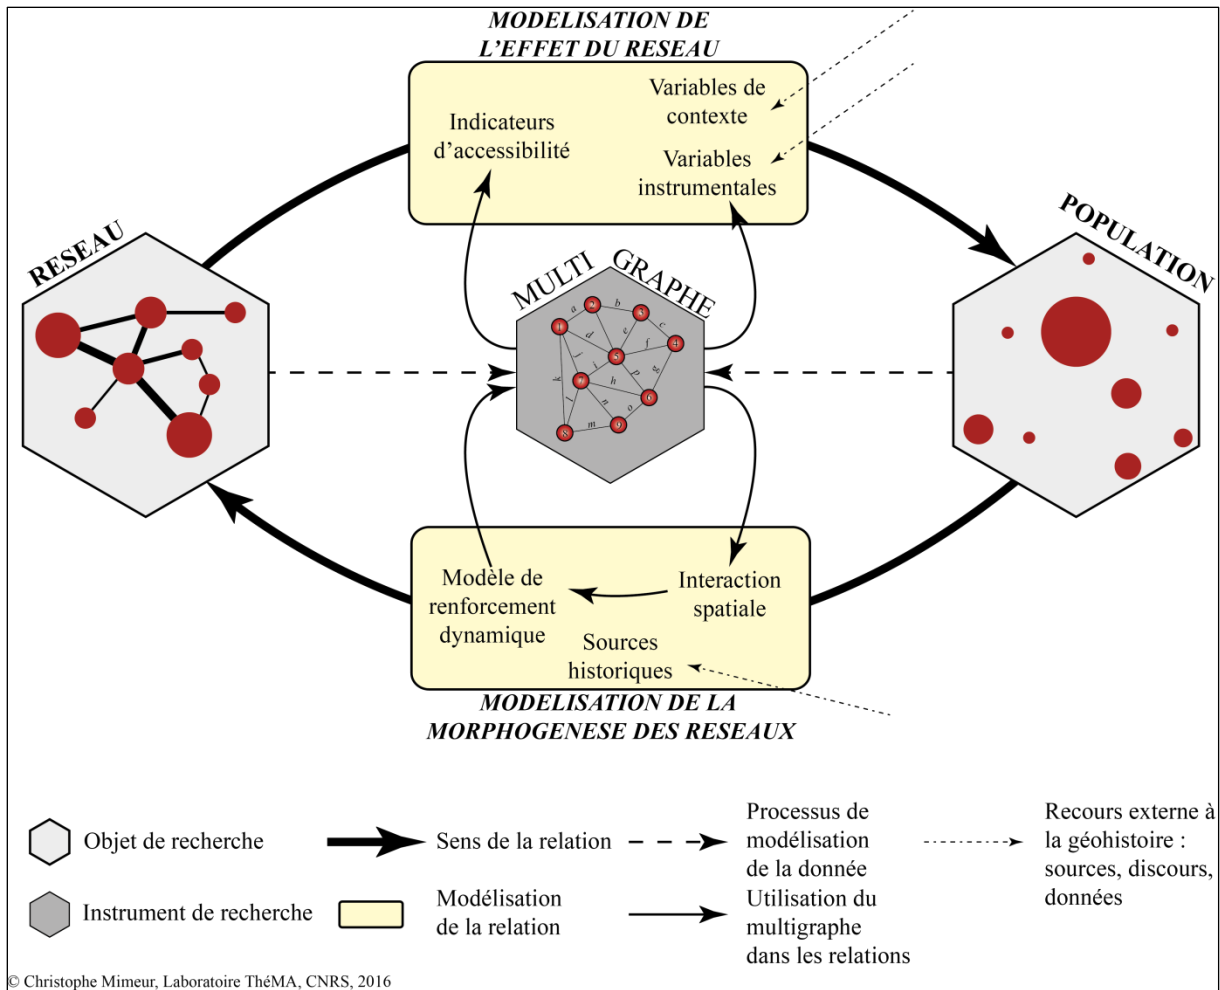 MODELISATION DE
L'EFFET DU RESEAU
Variables de
contexte
Indicateurs
d'accessibilité
Variables
instrumentales
RESEAU
POPULATION
MULTI GRAPHE
a
b
c
d
e
f
h
i
k
l
m
n
o
p
Modèle de
renforcement
dynamique
Interaction
spatiale
Sources
historiques
MODELISATION DE LA
MORPHOGENESE DES RESEAUX
Objet de recherche
Sens de la relation
Processus de
modélisation
de la donnée
Recours externe à
la géohistoire :
sources, discours,
données
Instrument de recherche
Modélisation
de la relation
Utilisation du
multigraphe
dans les relations
© Christophe Mimeur, Laboratoire ThéMA, CNRS, 2016